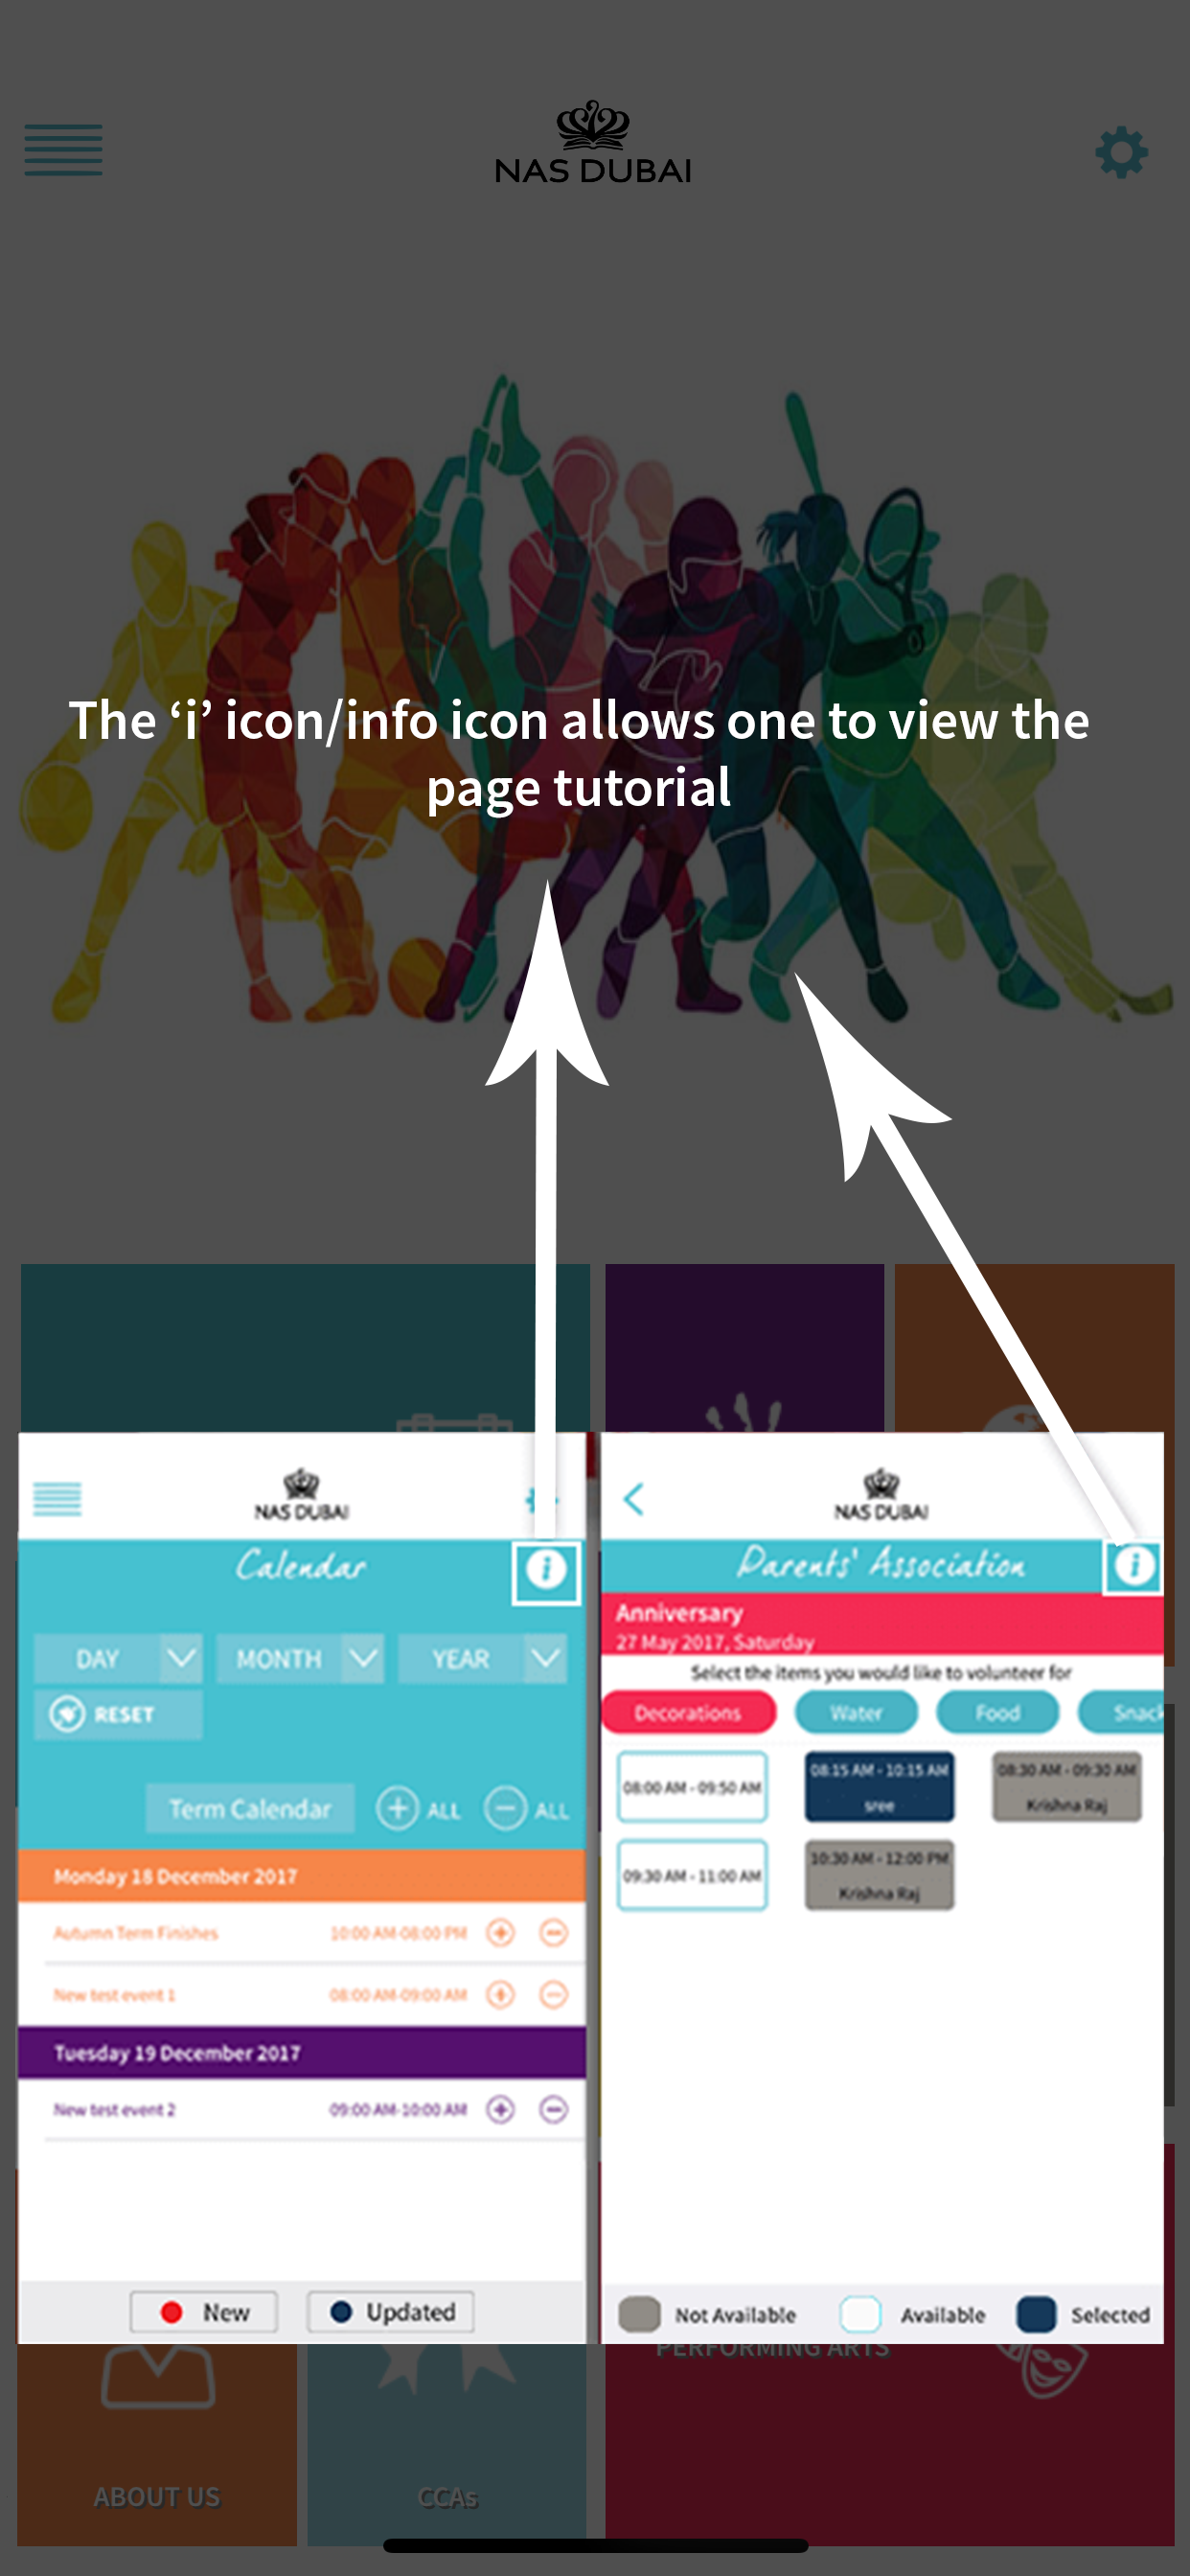 NAS DUBAI
The ‘i’ icon/info icon allows one to view the
page tutorial
NAS DUBAI
Calendar
i
DAY
MONTH
YEAR
RESET
Term Calendar
ALL
ALL
Monday 18 December 2017
Autumn Term Finishes 10:00 AM-08:00 PM
New test event 1 08:00 AM-09:00 AM
Tuesday 19 December 2017
New test event 2 09:00 AM-10:00 AM
New
Updated
NAS DUBAI
Parents' Association
i
Anniversary
27 May 2017, Saturday
Select the items you would like to volunteer for
Decorations
Water
Food
Snack
08:00 AM - 09:50 AM
08:15 AM - 10:15 AM
sree
08:30 AM - 09:30 AM
Krishna Raj
09:30 AM - 11:00 AM
10:30 AM - 12:00 PM
Krishna Raj
Not Available
Available
Selected
PERFORMING ARTS
ABOUT US
CCAs